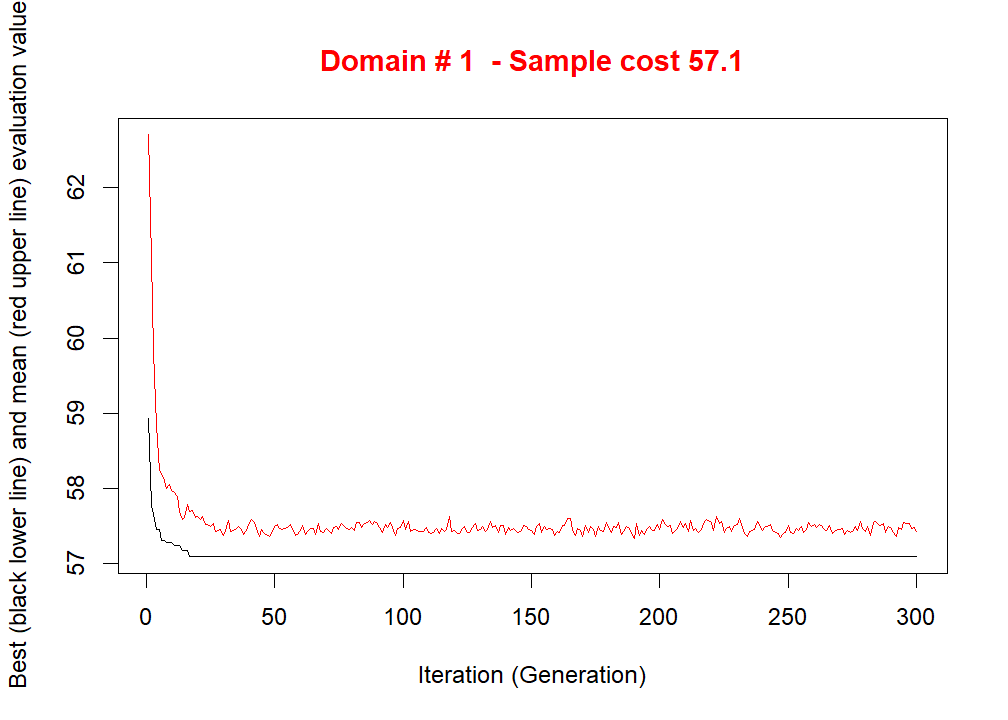 Domain # 1  - Sample cost 57.1
Best (black lower line) and mean (red upper line) evaluation value
62
61
60
59
58
57
0 50 100 150 200 250 300
Iteration (Generation)